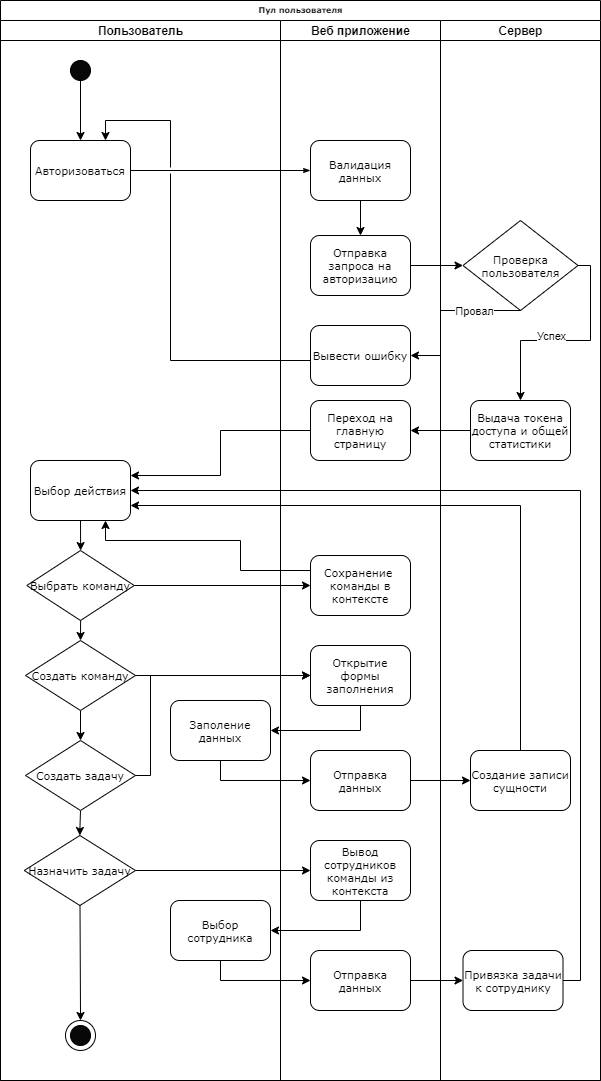 Пул пользователя
Пользователь
Веб приложение
Сервер
Авторизоваться
Валидация
данных
Отправка
запроса на
авторизацию
Проверка
пользователя
Провал
Успех
Вывести ошибку
Переход на
главную
страницу
Выдача токена
доступа и общей
статистики
Выбор действия
Выбрать команду
Сохранение
команды в
контексте
Создать команду
Открытие
формы
заполнения
Заполение
данных
Создать задачу
Отправка
данных
Создание записи
сущности
Назначить задачу
Вывод
сотрудников
команды из
контекста
Выбор
сотрудника
Отправка
данных
Привязка задачи
к сотруднику